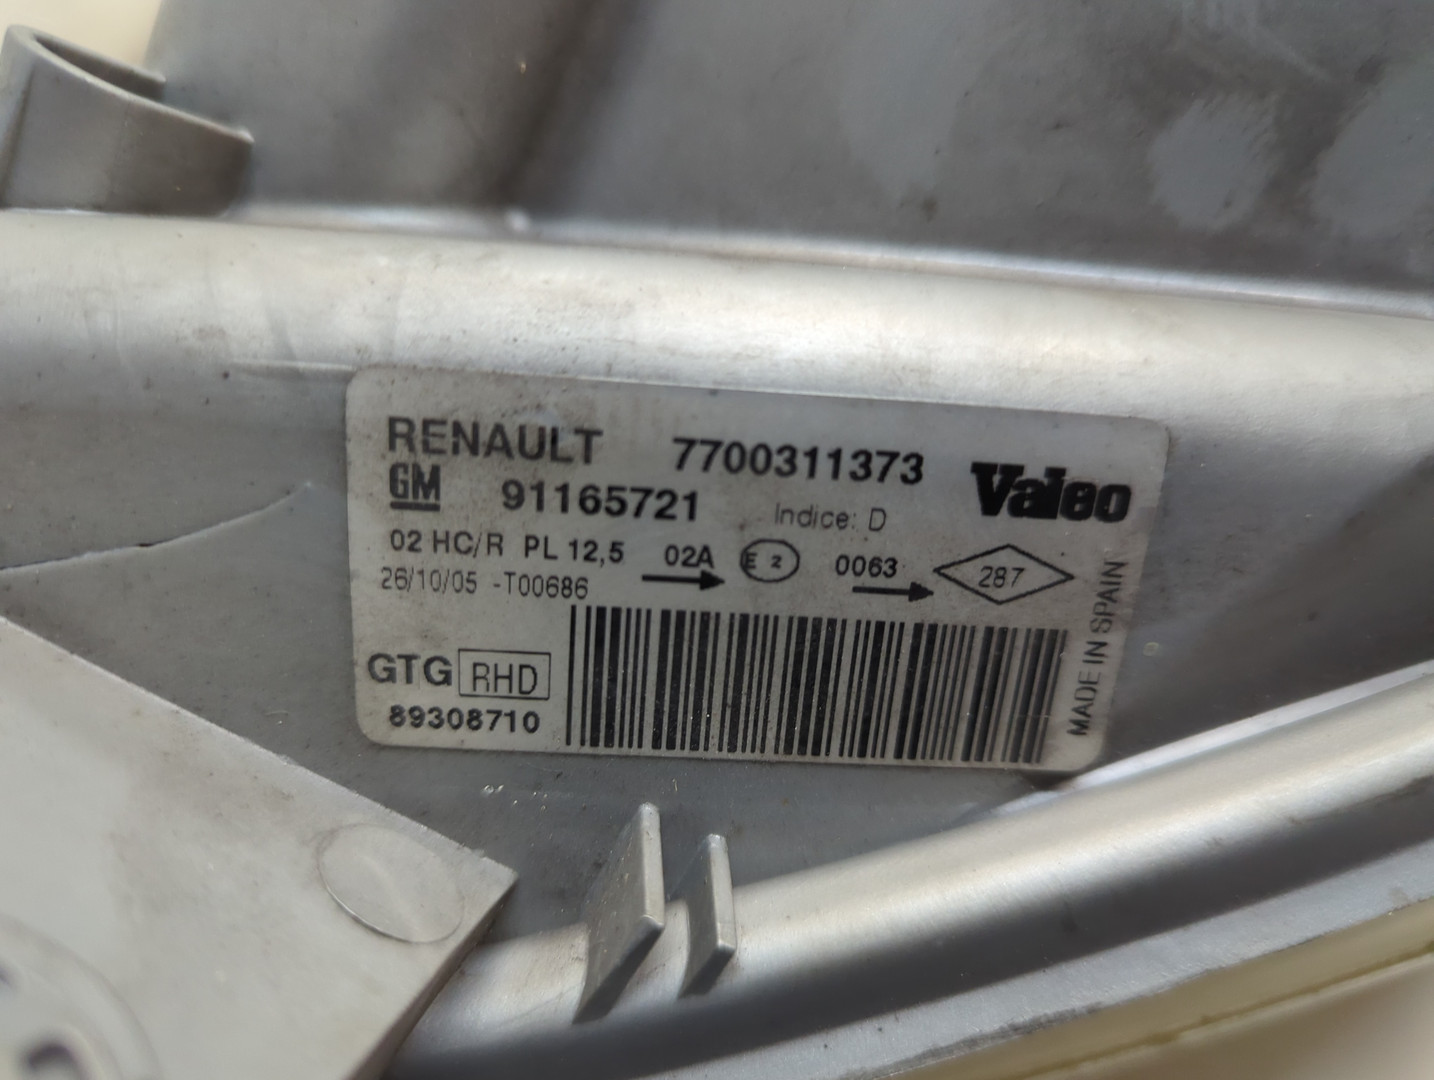 RENAULT 7700311373 Valeo
GM 91165721 Indice: D
02 HC/R PL 12,5 02A E 2 0063 287
26/10/05 -T00686
GTG RHD
89308710
MADE IN SPAIN